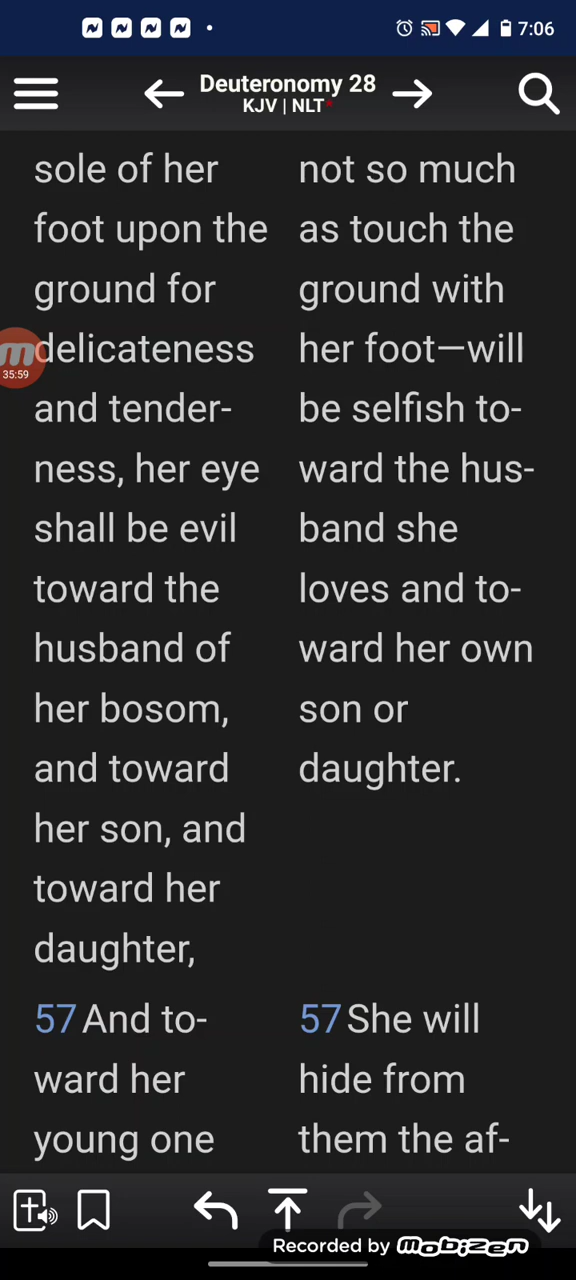 7:06
Deuteronomy 28
KJV | NLT*
sole of her
foot upon the
ground for
delicateness
and tender-
ness, her eye
shall be evil
toward the
husband of
her bosom,
and toward
her son, and
toward her
daughter,
57 And to-
ward her
young one
not so much
as touch the
ground with
her foot—will
be selfish to-
ward the hus-
band she
loves and to-
ward her own
son or
daughter.
57 She will
hide from
them the af-
35:59
Recorded by mobizen